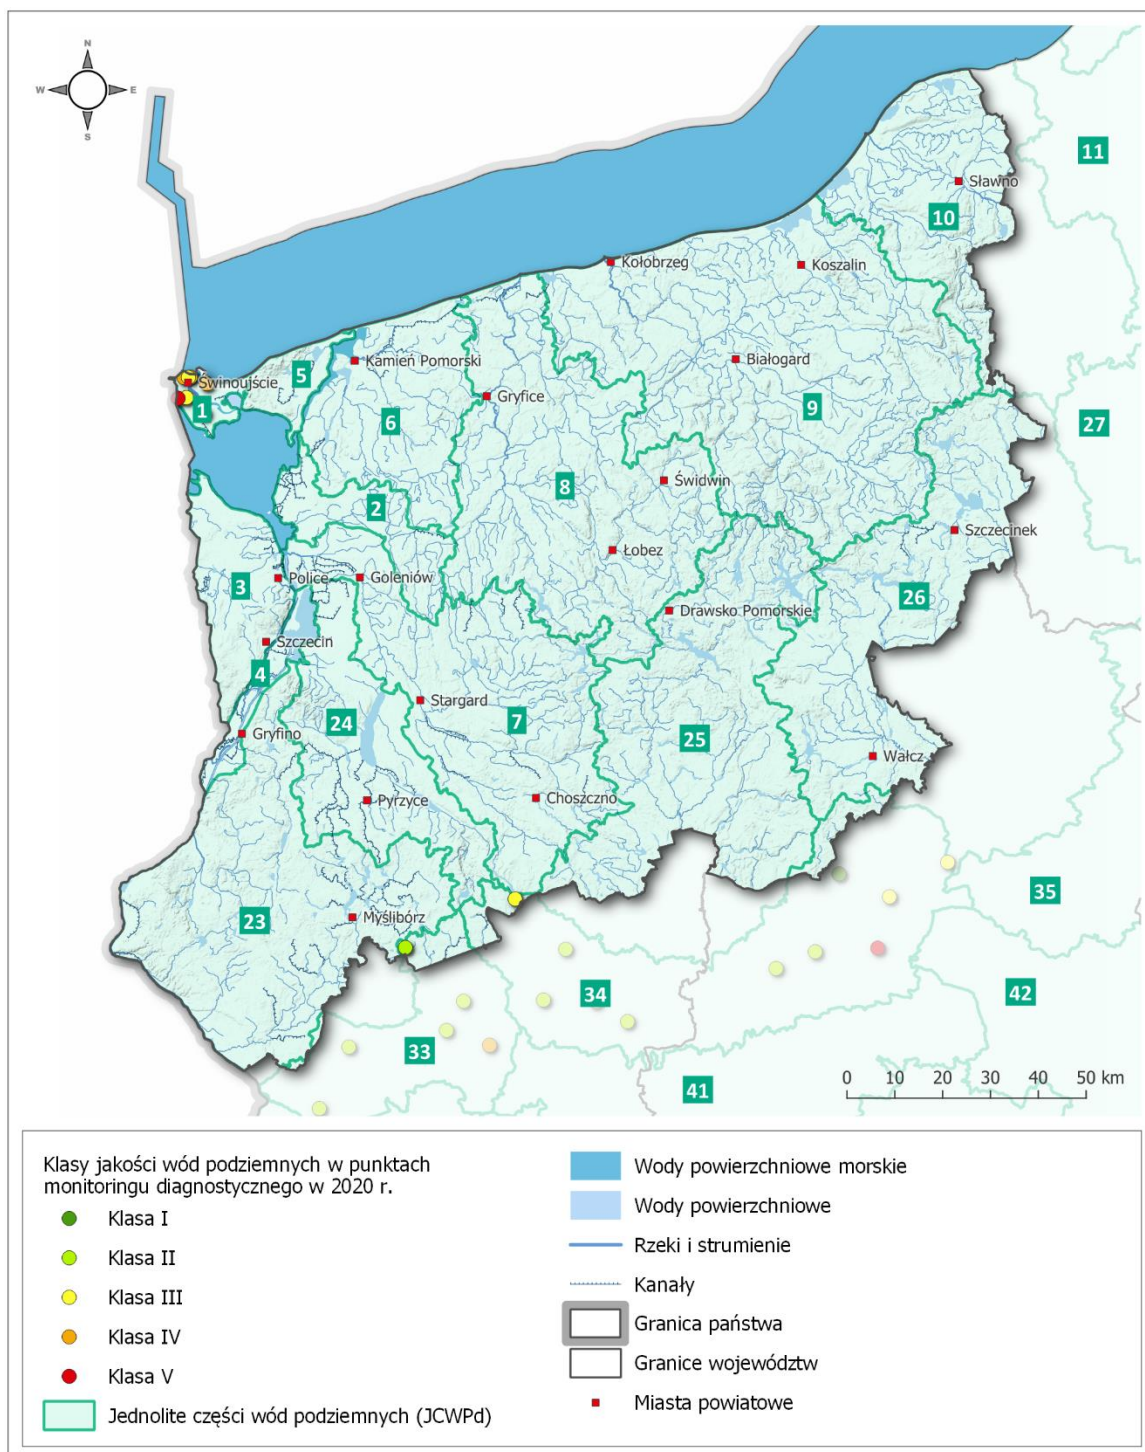 N
W
E
S
11
Sławno
10
Kołobrzeg
Koszalin
Kamień Pomorski
Białogard
5
Świnoujście
1
Gryfice
6
9
27
8
Świdwin
2
Szczecinek
Łobez
3
Police
Goleniów
26
Drawsko Pomorskie
Szczecin
4
Stargard
24
7
25
Gryfino
Wałcz
Pyrzyce
Choszczno
35
23
Myślibórz
34
42
33
41
0 10 20 30 40 50 km
Klasy jakości wód podziemnych w punktach
monitoringu diagnostycznego w 2020 r.
Klasa I
Klasa II
Klasa III
Klasa IV
Klasa V
Jednolite części wód podziemnych (JCWPd)
Wody powierzchniowe morskie
Wody powierzchniowe
Rzeki i strumienie
Kanały
Granica państwa
Granice województw
Miasta powiatowe